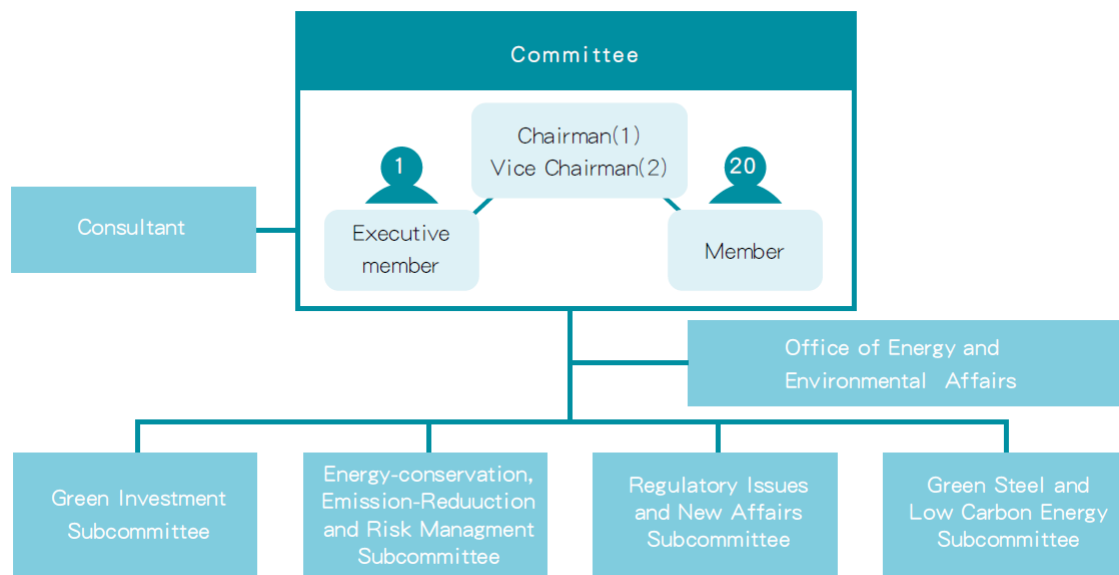 Committee
Chairman(1)
Vice Chairman(2)
1
20
Executive
member
Member
Consultant
Office of Energy and
Environmental Affairs
Green Investment
Subcommittee
Energy-conservation,
Emission-Reduuction
and Risk Managment
Subcommittee
Regulatory Issues
and New Affairs
Subcommittee
Green Steel and
Low Carbon Energy
Subcommittee